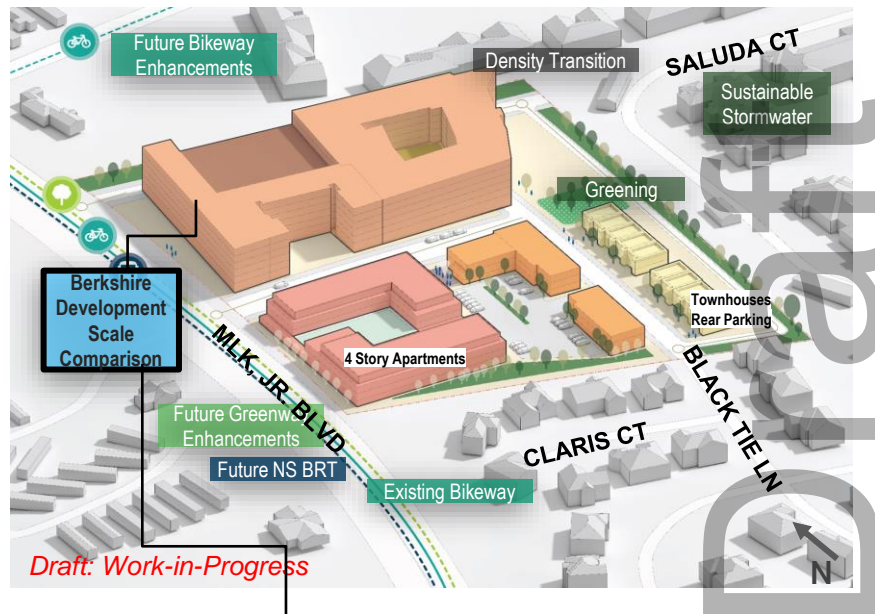 Future Bikeway
Enhancements
Density Transition
SALUDA CT
Sustainable
Stormwater
Greening
Berkshire
Development
Scale
Comparison
Townhouses
Rear Parking
4 Story Apartments
MLK, JR. BLVD
BLACK TIE LN
Future Greenway
Enhancements
CLARIS CT
Future NS BRT
Existing Bikeway
Draft: Work-in-Progress
N
Draft